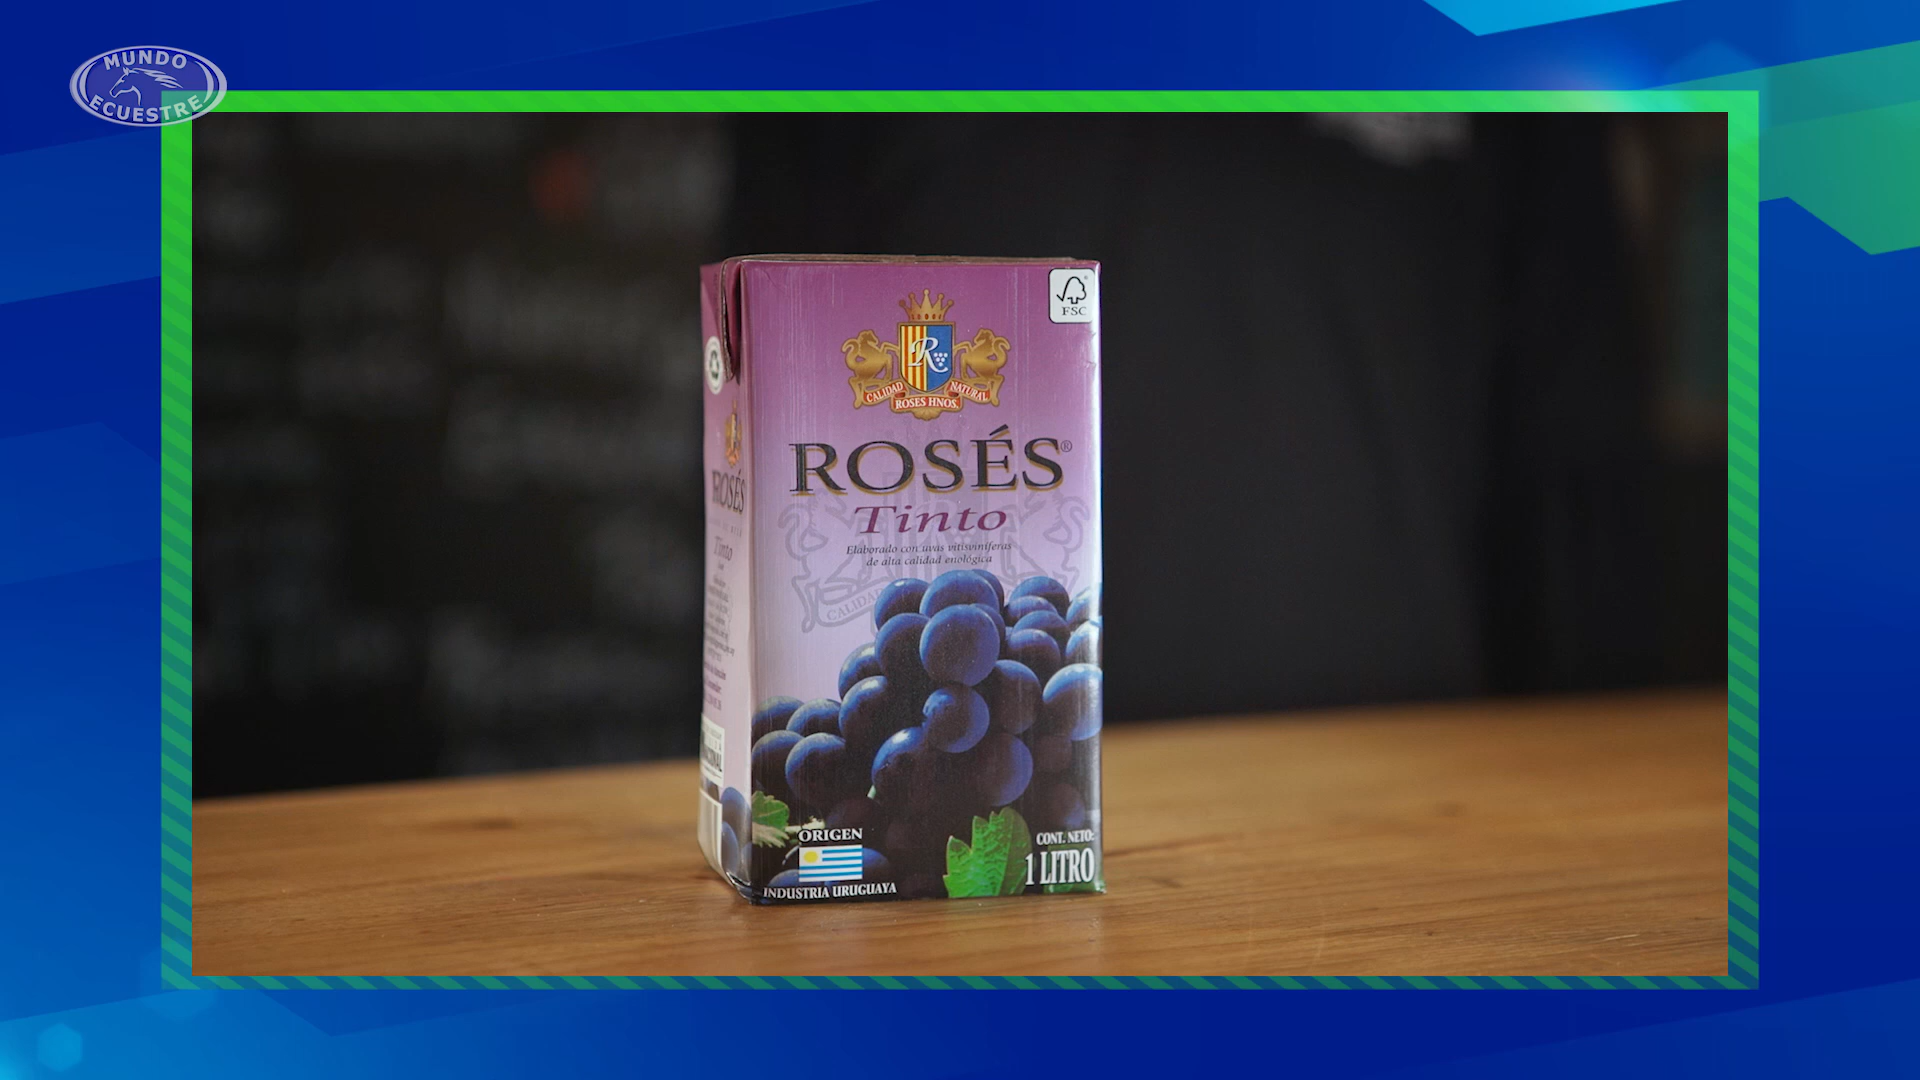 MUNDO
ECUESTRE
FSC
R
CALIDAD NATURAL
ROSES HNOS.
ROSÉS®
Tinto
Elaborado con uvas vitisviníferas
de alta calidad enológica
CALIDAD
ROSÉS
Tinto
ORIGEN
INDUSTRIA URUGUAYA
CONT. NETO:
1 LITRO